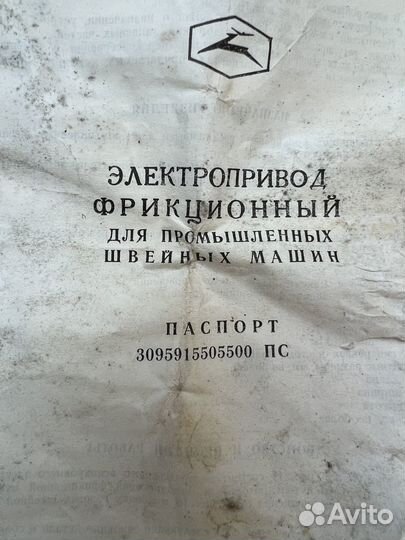 ЭЛЕКТРОПРИВОД
ФРИКЦИОННЫЙ
ДЛЯ ПРОМЫШЛЕННЫХ
ШВЕЙНЫХ МАШИН
ПАСПОРТ
3095915505500 ПС
Avito